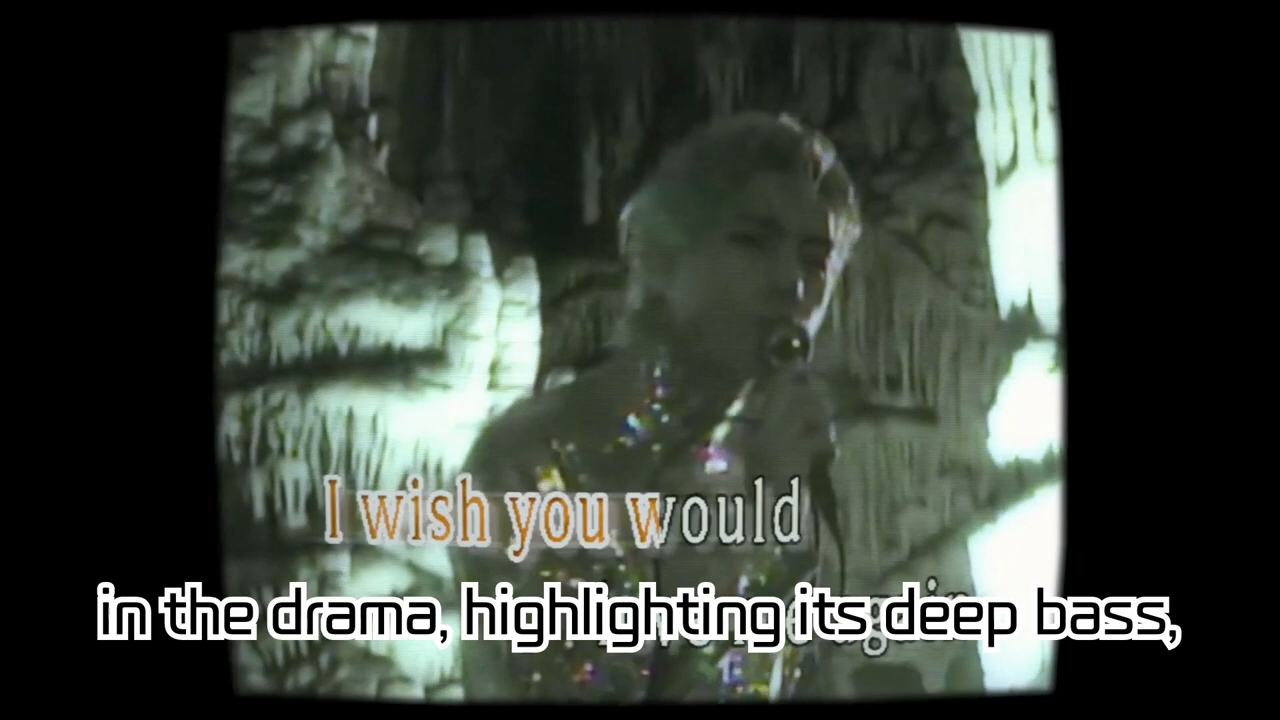 I wish you would
in the drama, highlighting its deep bass,